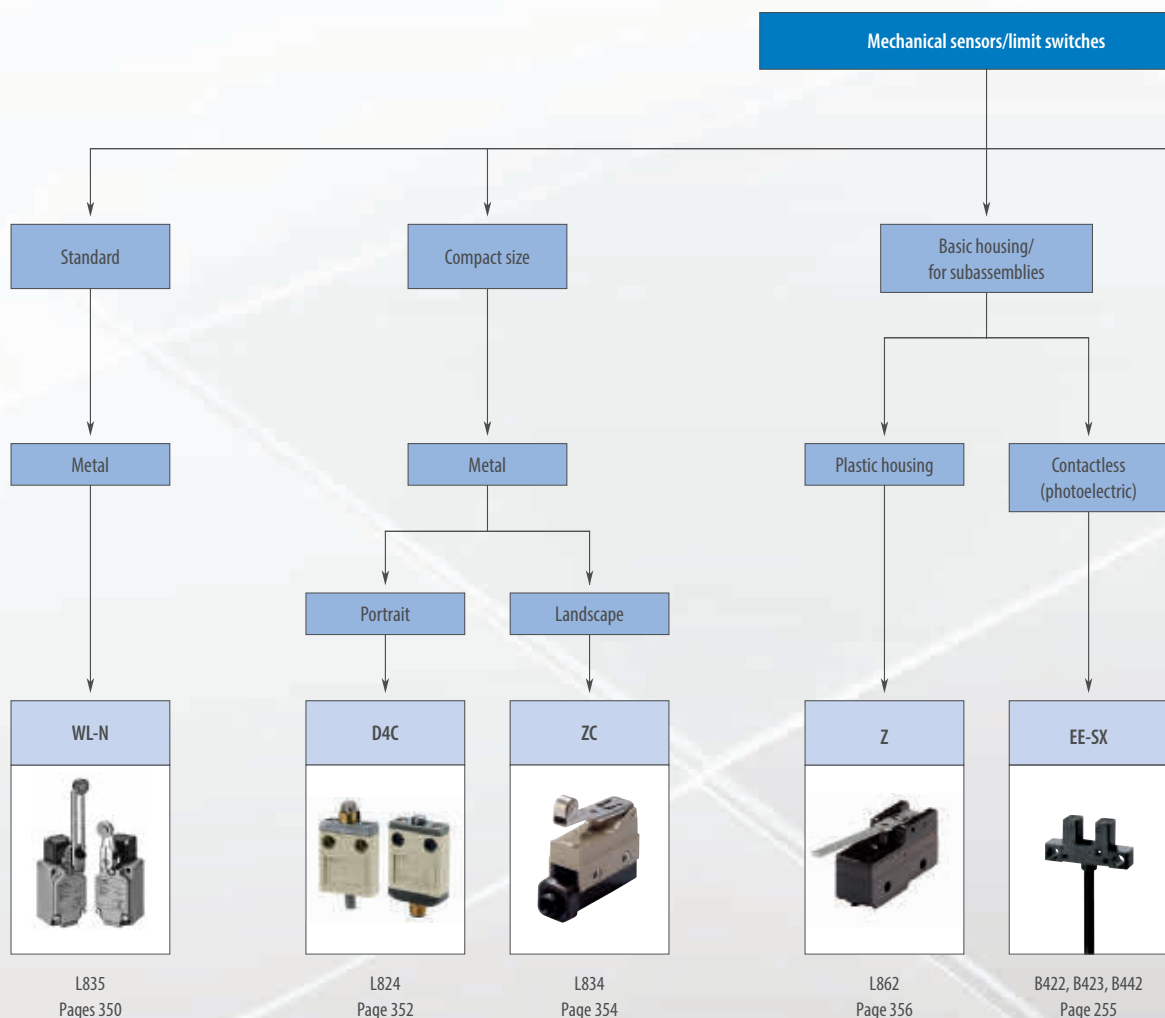 Mechanical sensors/limit switches
Standard
Compact size
Basic housing/
for subassemblies
Metal
Metal
Plastic housing
Contactless
(photoelectric)
Portrait
Landscape
WL-N
D4C
ZC
Z
EE-SX
L835
Pages 350
L824
Page 352
L834
Page 354
L862
Page 356
B422, B423, B442
Page 255